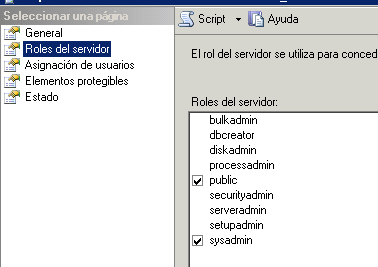 Seleccionar una página
General
Roles del servidor
Asignación de usuarios
Elementos protegibles
Estado
Script
Ayuda
El rol del servidor se utiliza para conced
Roles del servidor:
bulkadmin
dbcreator
diskadmin
processadmin
public
securityadmin
serveradmin
setupadmin
sysadmin